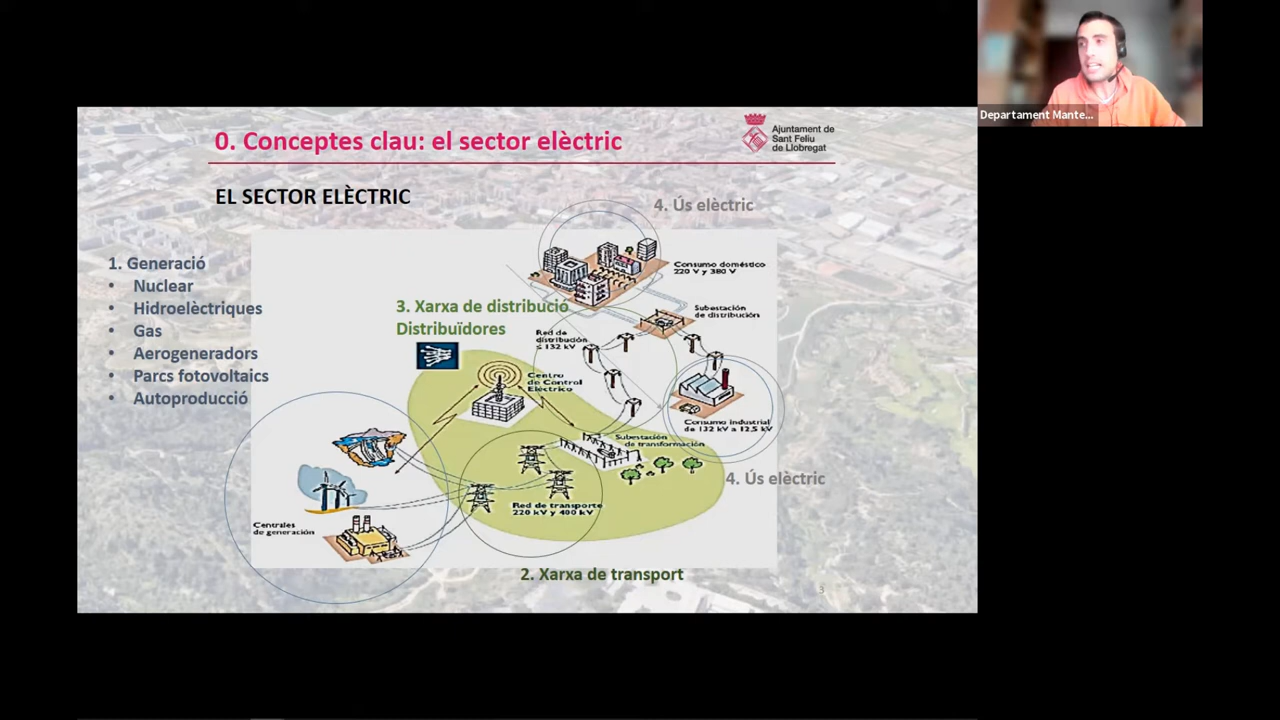 0. Conceptes clau: el sector elèctric
Ajuntament de
Sant Feliu
de Llobregat
EL SECTOR ELÈCTRIC
4. Ús elèctric
1. Generació
• Nuclear
• Hidroelèctriques
• Gas
• Aerogeneradors
• Parcs fotovoltaics
• Autoproducció
3. Xarxa de distribució
Distribuïdores
Consumo doméstico
220 V y 380 V
Subestación
de distribución
Red de
distribución
≤ 132 kV
Centro
de Control
Eléctrico
Consumo industrial
de 132 kV a 12,5 kV
Subestación
de transformación
4. Ús elèctric
Red de transporte
220 kV y 400 kV
Centrales
de generación
2. Xarxa de transport
3
Departament Mante...